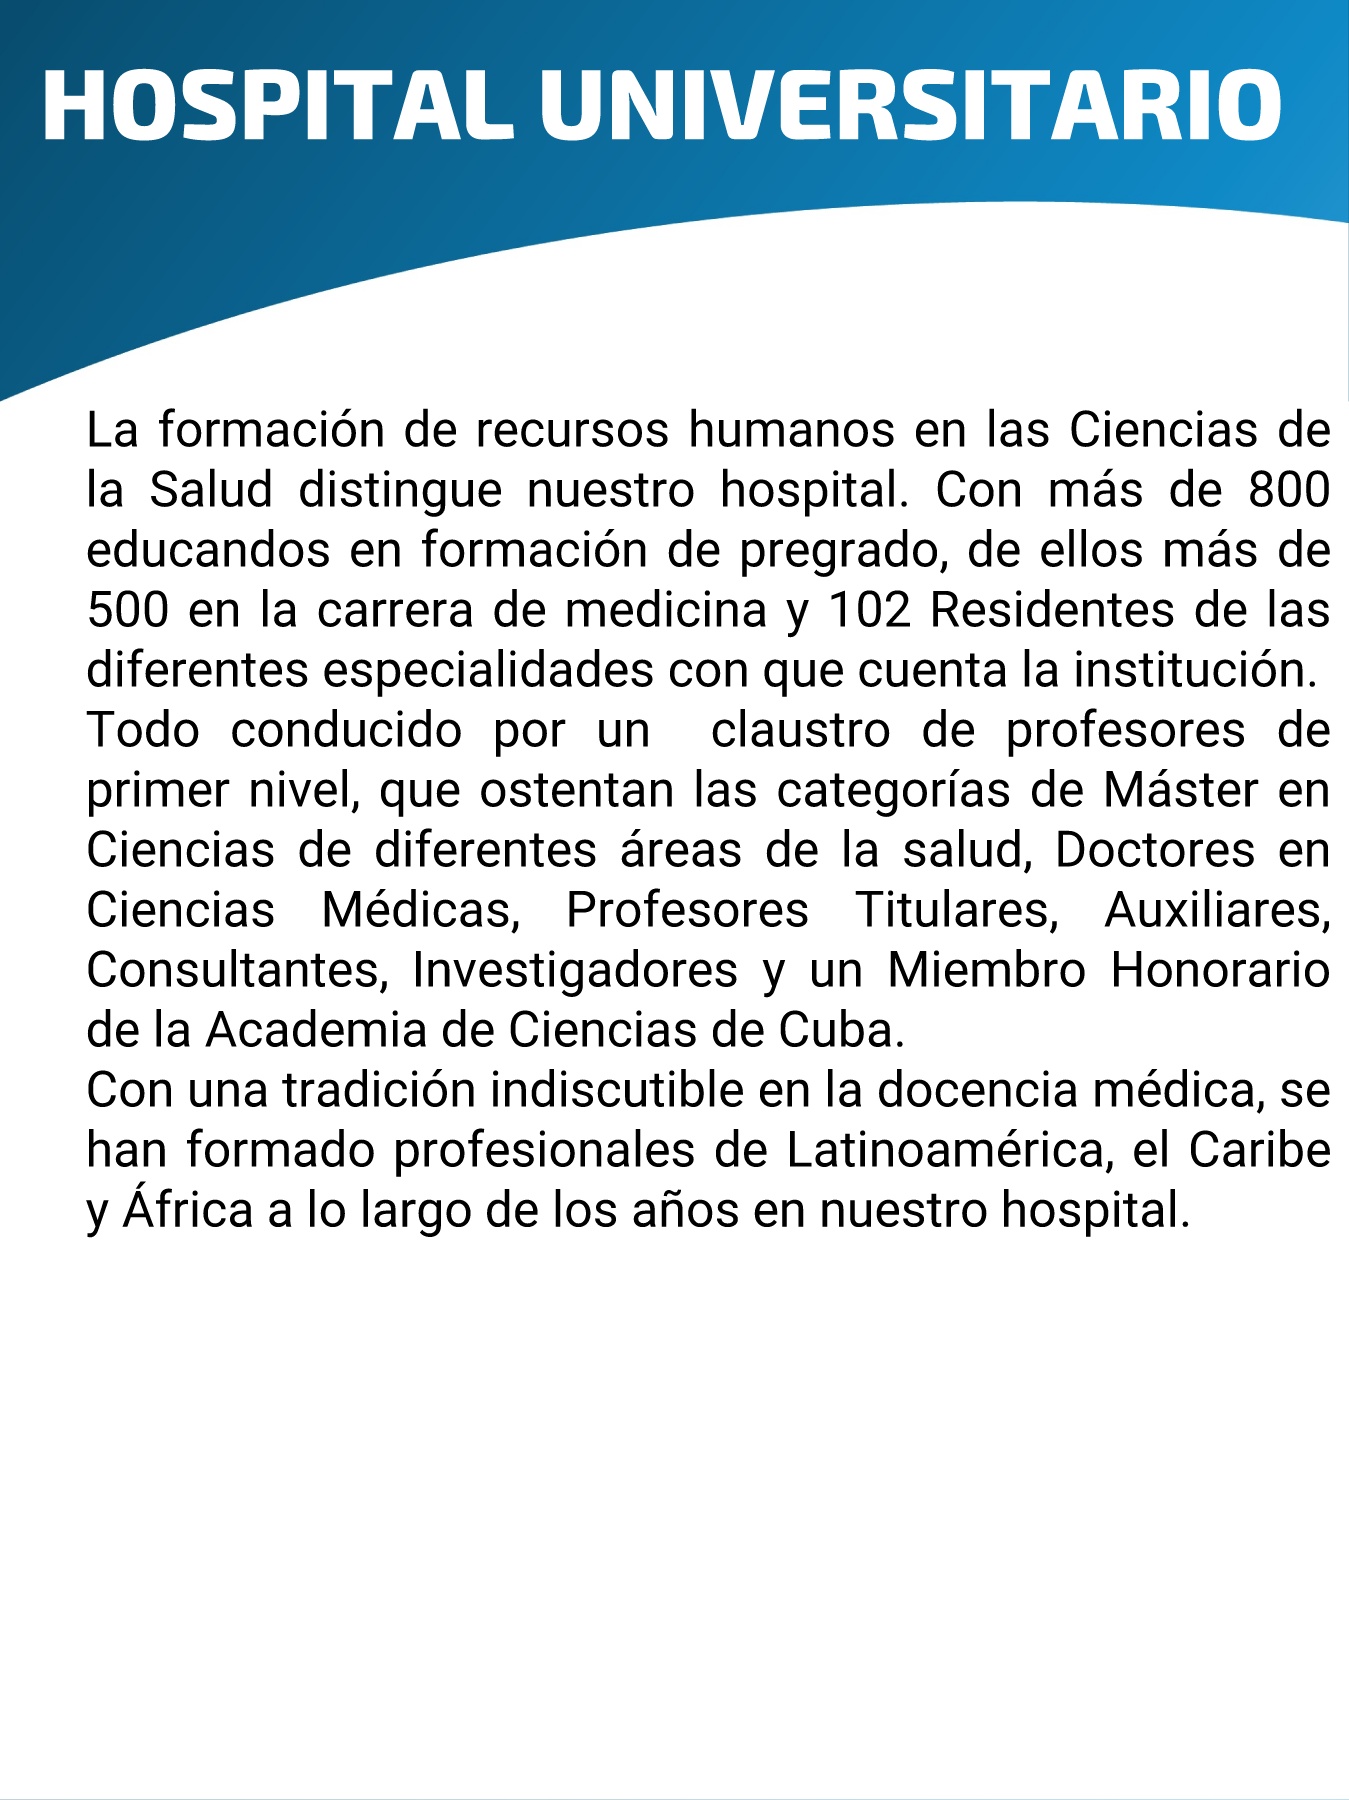 HOSPITAL UNIVERSITARIO
La formación de recursos humanos en las Ciencias de
la Salud distingue nuestro hospital. Con más de 800
educandos en formación de pregrado, de ellos más de
500 en la carrera de medicina y 102 Residentes de las
diferentes especialidades con que cuenta la institución.
Todo conducido por un claustro de profesores de
primer nivel, que ostentan las categorías de Máster en
Ciencias de diferentes áreas de la salud, Doctores en
Ciencias Médicas, Profesores Titulares, Auxiliares,
Consultantes, Investigadores y un Miembro Honorario
de la Academia de Ciencias de Cuba.
Con una tradición indiscutible en la docencia médica, se
han formado profesionales de Latinoamérica, el Caribe
y África a lo largo de los años en nuestro hospital.